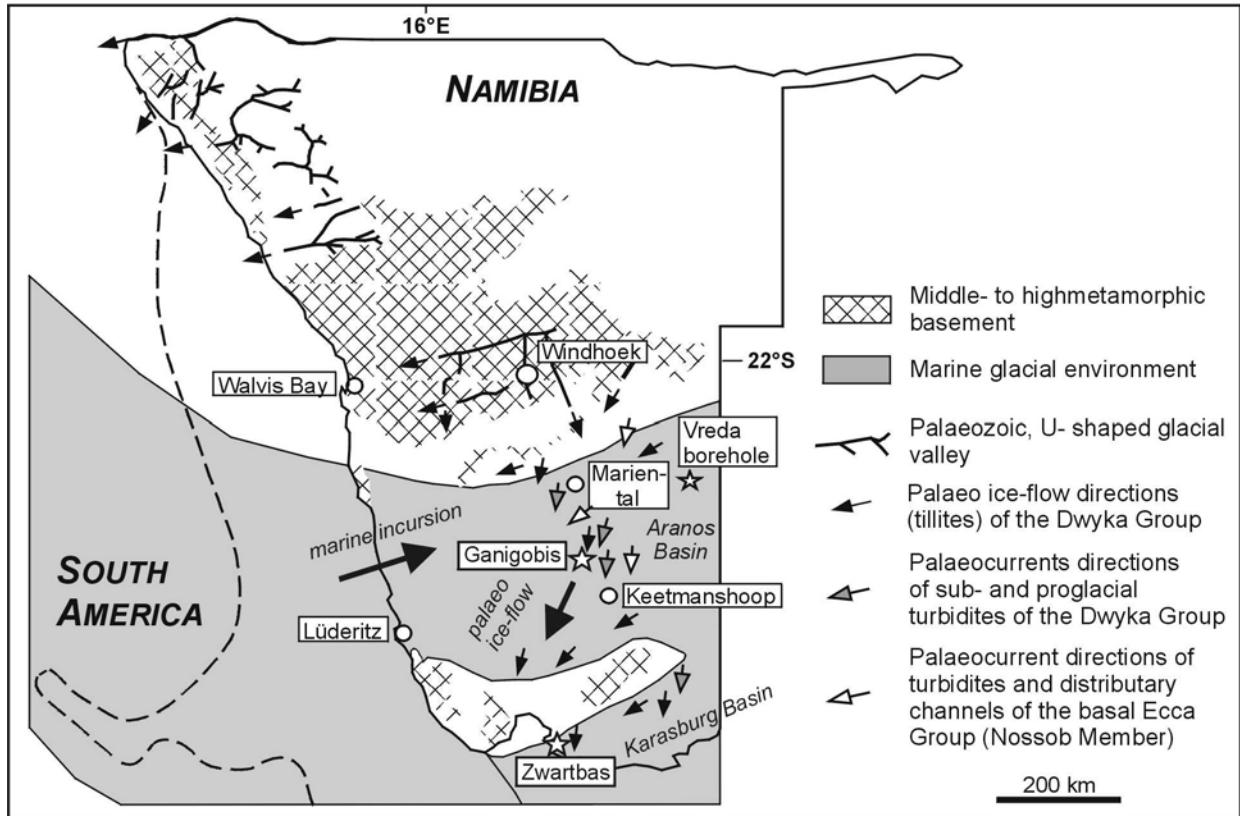 16°E
NAMIBIA
Windhoek
22°S
Walvis Bay
Vreda
borehole
Marien-
tal
marine incursion
Aranos
Basin
Ganigobis
SOUTH
AMERICA
palaeo
ice-flow
Keetmanshoop
Lüderitz
Karasburg Basin
Zwartbas
Middle- to highmetamorphic
basement
Marine glacial environment
Palaeozoic, U- shaped glacial
valley
Palaeo ice-flow directions
(tillites) of the Dwyka Group
Palaeocurrents directions
of sub- and proglacial
turbidites of the Dwyka Group
Palaeocurrent directions of
turbidites and distributary
channels of the basal Ecca
Group (Nossob Member)
200 km